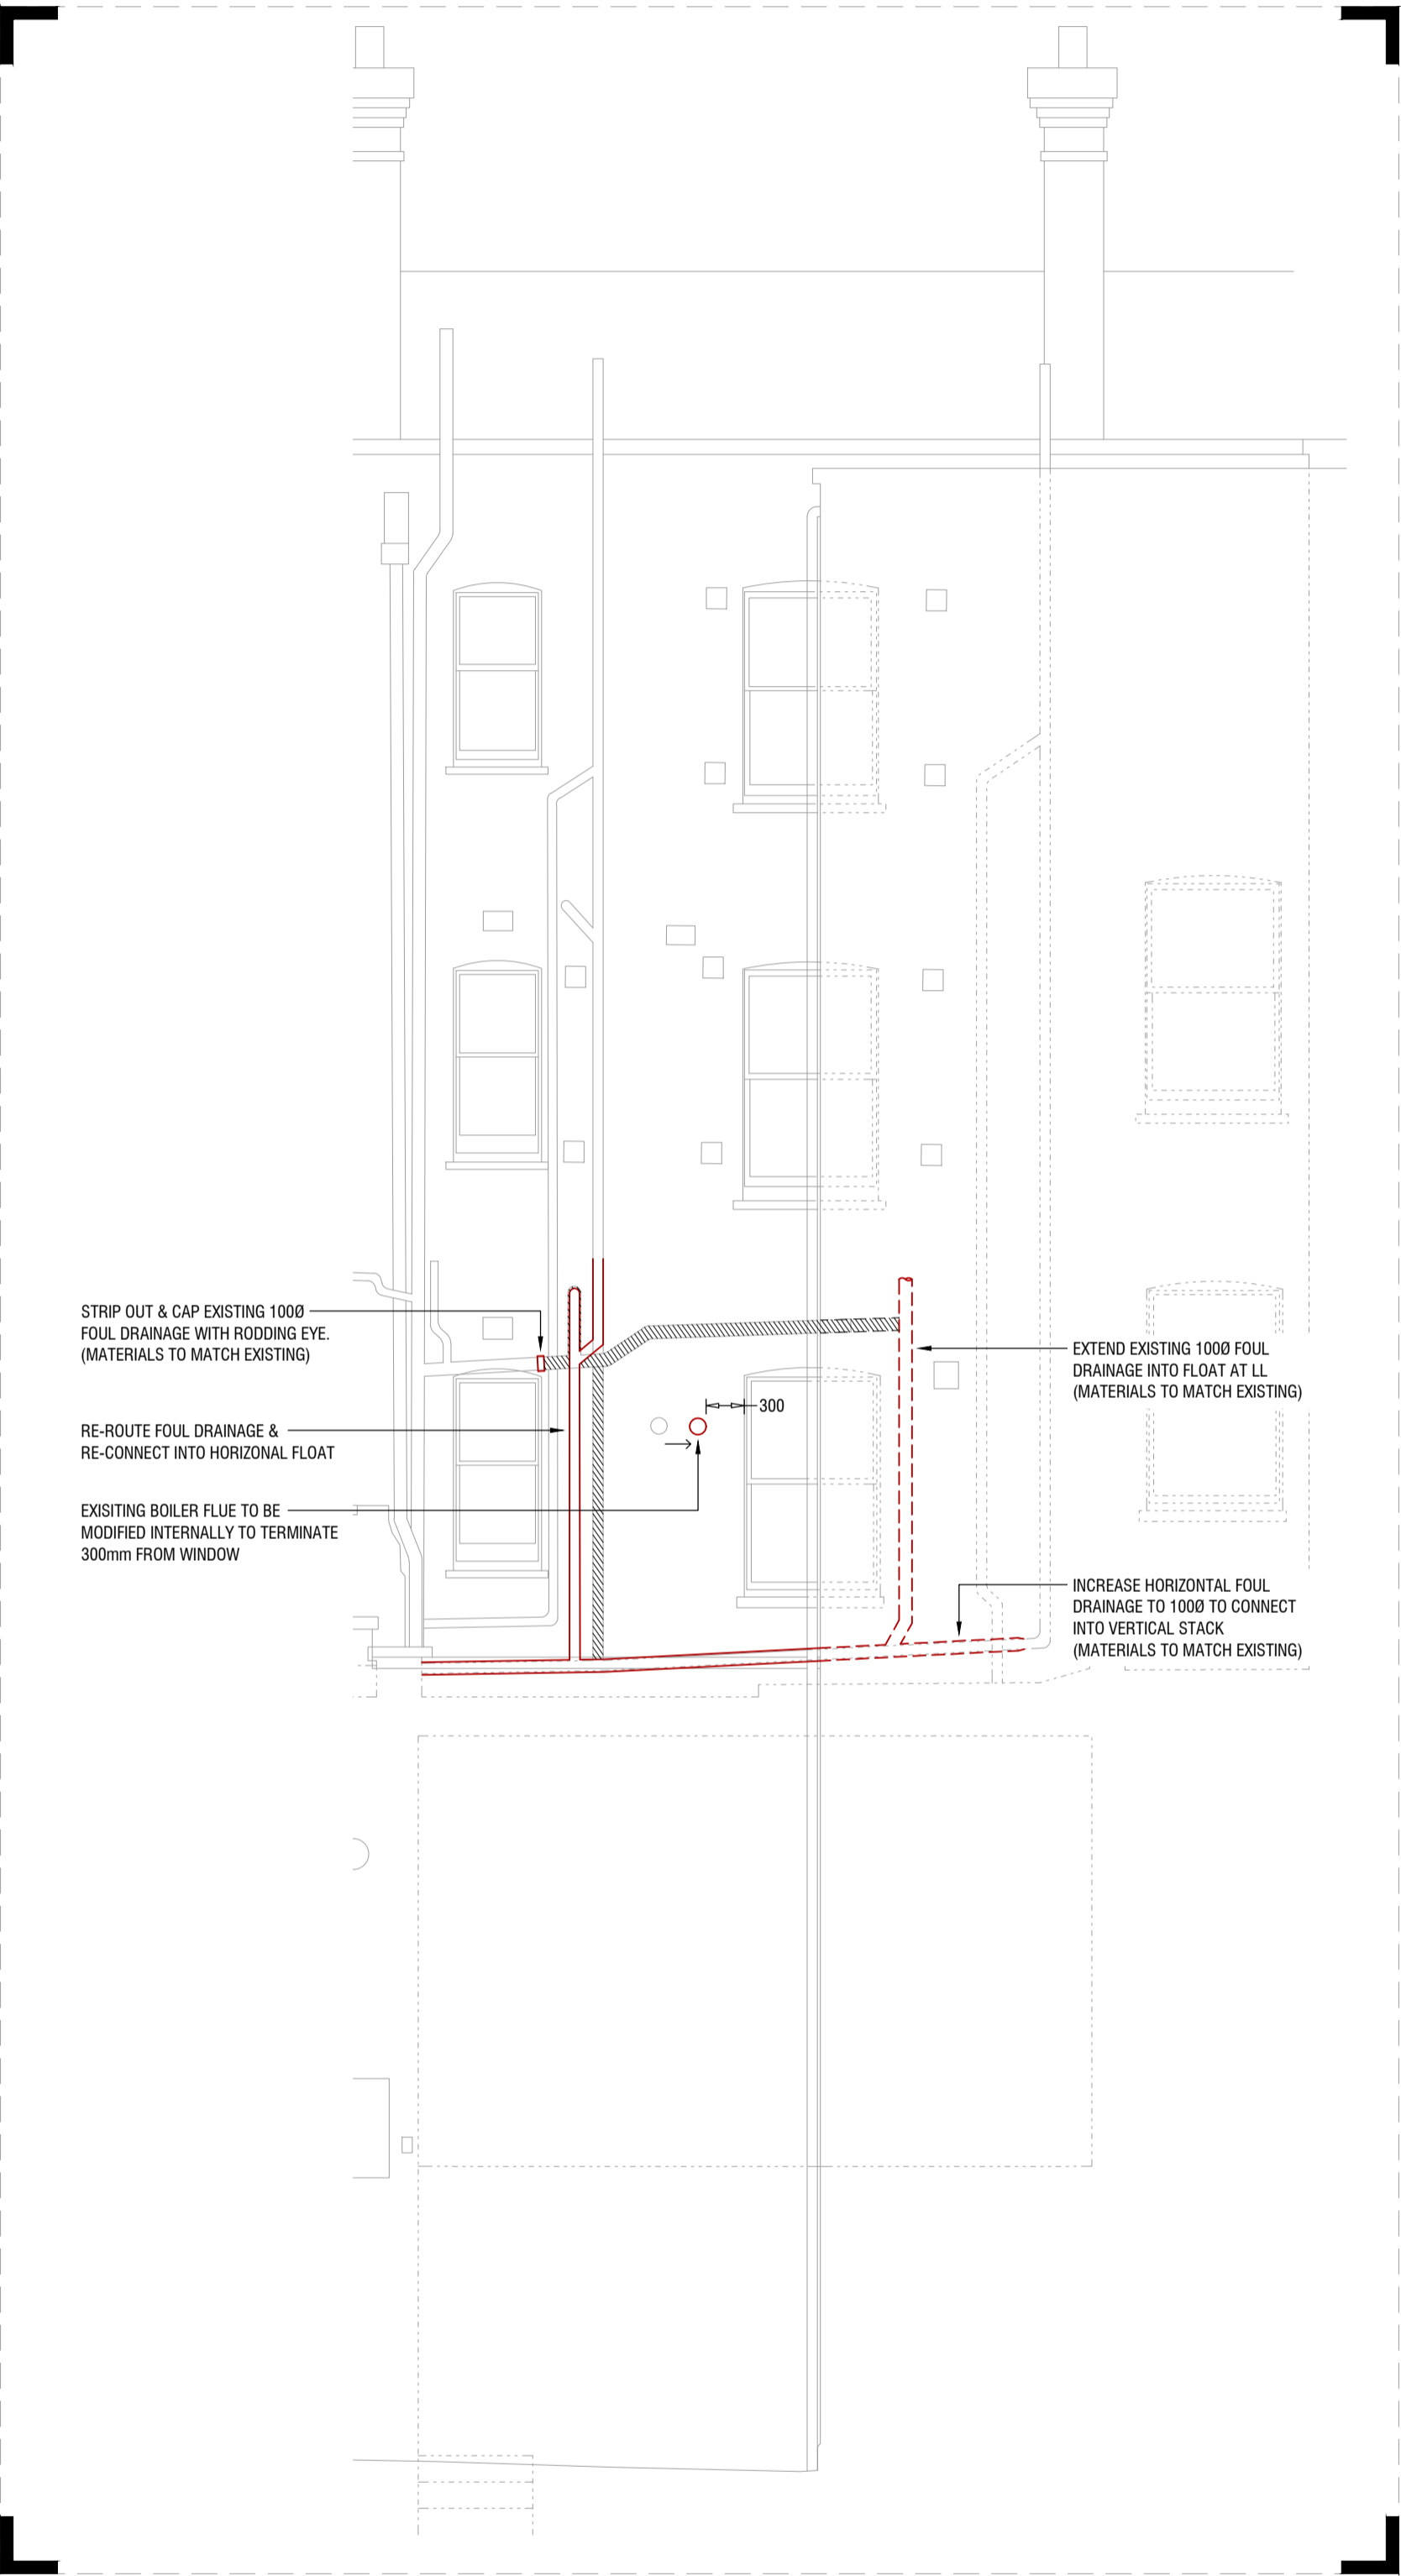 STRIP OUT & CAP EXISTING 100Ø
FOUL DRAINAGE WITH RODDING EYE.
(MATERIALS TO MATCH EXISTING)
RE-ROUTE FOUL DRAINAGE &
RE-CONNECT INTO HORIZONAL FLOAT
EXISITING BOILER FLUE TO BE
MODIFIED INTERNALLY TO TERMINATE
300mm FROM WINDOW
300
EXTEND EXISTING 100Ø FOUL
DRAINAGE INTO FLOAT AT LL
(MATERIALS TO MATCH EXISTING)
INCREASE HORIZONTAL FOUL
DRAINAGE TO 100Ø TO CONNECT
INTO VERTICAL STACK
(MATERIALS TO MATCH EXISTING)